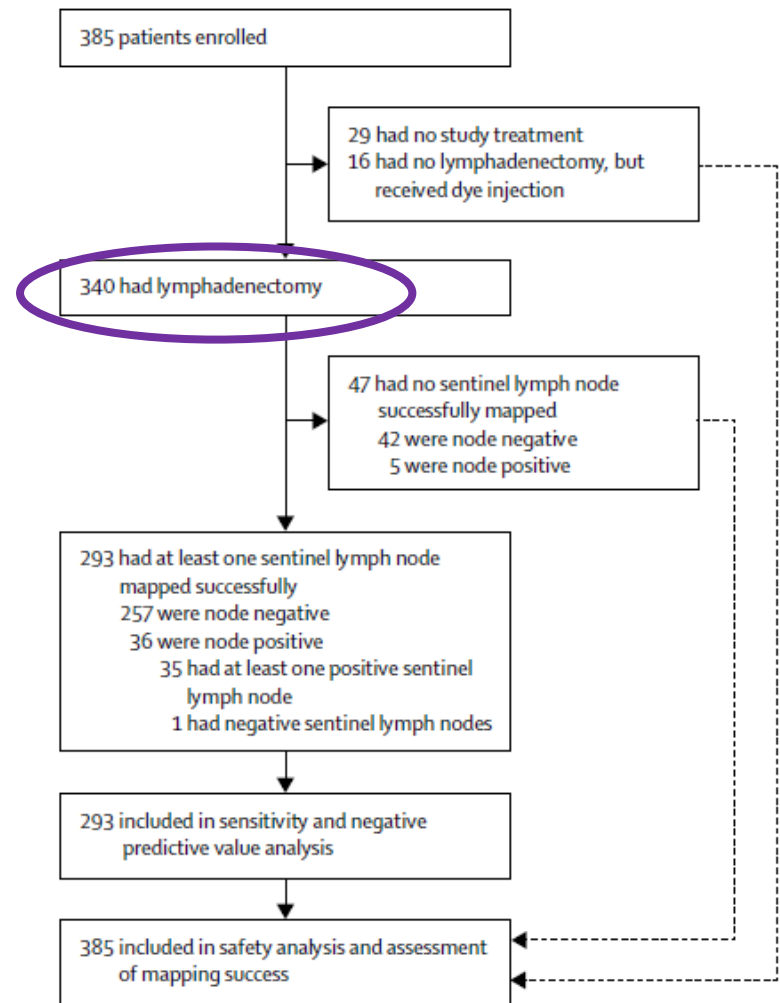 385 patients enrolled
29 had no study treatment
16 had no lymphadenectomy, but
received dye injection
340 had lymphadenectomy
47 had no sentinel lymph node
successfully mapped
42 were node negative
5 were node positive
293 had at least one sentinel lymph node
mapped successfully
257 were node negative
36 were node positive
35 had at least one positive sentinel
lymph node
1 had negative sentinel lymph nodes
293 included in sensitivity and negative
predictive value analysis
385 included in safety analysis and assessment
of mapping success